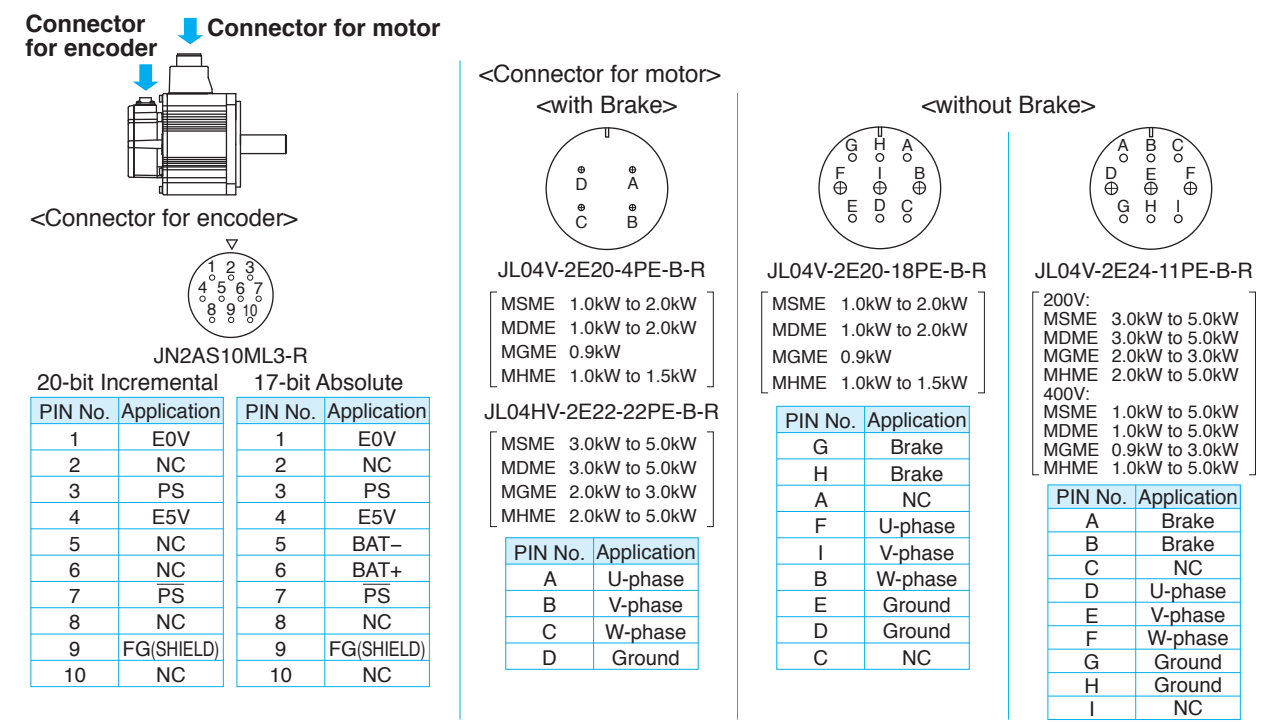 Connector for encoder
Connector for motor
<Connector for encoder>
1 2 3
4 5 6 7
8 9 10
JN2AS10ML3-R
20-bit Incremental
PIN No. Application
1 E0V
2 NC
3 PS
4 E5V
5 NC
6 NC
7 P̅S̅
8 NC
9 FG(SHIELD)
10 NC
17-bit Absolute
PIN No. Application
1 E0V
2 NC
3 PS
4 E5V
5 BAT−
6 BAT+
7 P̅S̅
8 NC
9 FG(SHIELD)
10 NC
<Connector for motor>
<with Brake>
D A
C B
JL04V-2E20-4PE-B-R
MSME 1.0kW to 2.0kW
MDME 1.0kW to 2.0kW
MGME 0.9kW
MHME 1.0kW to 1.5kW
JL04HV-2E22-22PE-B-R
MSME 3.0kW to 5.0kW
MDME 3.0kW to 5.0kW
MGME 2.0kW to 3.0kW
MHME 2.0kW to 5.0kW
PIN No. Application
A U-phase
B V-phase
C W-phase
D Ground
<without Brake>
G H A
F I B
E D C
JL04V-2E20-18PE-B-R
MSME 1.0kW to 2.0kW
MDME 1.0kW to 2.0kW
MGME 0.9kW
MHME 1.0kW to 1.5kW
PIN No. Application
G Brake
H Brake
A NC
F U-phase
I V-phase
B W-phase
E Ground
D Ground
C NC
A B C
D E F
G H I
JL04V-2E24-11PE-B-R
200V:
MSME 3.0kW to 5.0kW
MDME 3.0kW to 5.0kW
MGME 2.0kW to 3.0kW
MHME 2.0kW to 5.0kW
400V:
MSME 1.0kW to 5.0kW
MDME 1.0kW to 5.0kW
MGME 0.9kW to 3.0kW
MHME 1.0kW to 5.0kW
PIN No. Application
A Brake
B Brake
C NC
D U-phase
E V-phase
F W-phase
G Ground
H Ground
I NC